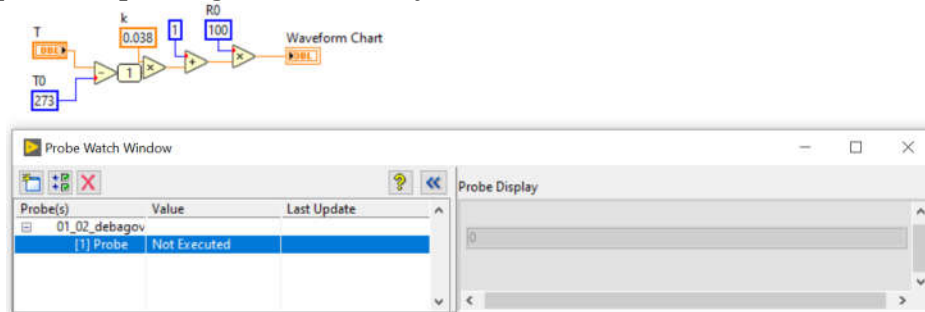 k
R0
T
0.038
1
100
Waveform Chart
DBL
DBL
1
T0
273
Probe Watch Window
Probe Display
Probe(s) Value Last Update
01_02_debagov
[1] Probe Not Executed
0